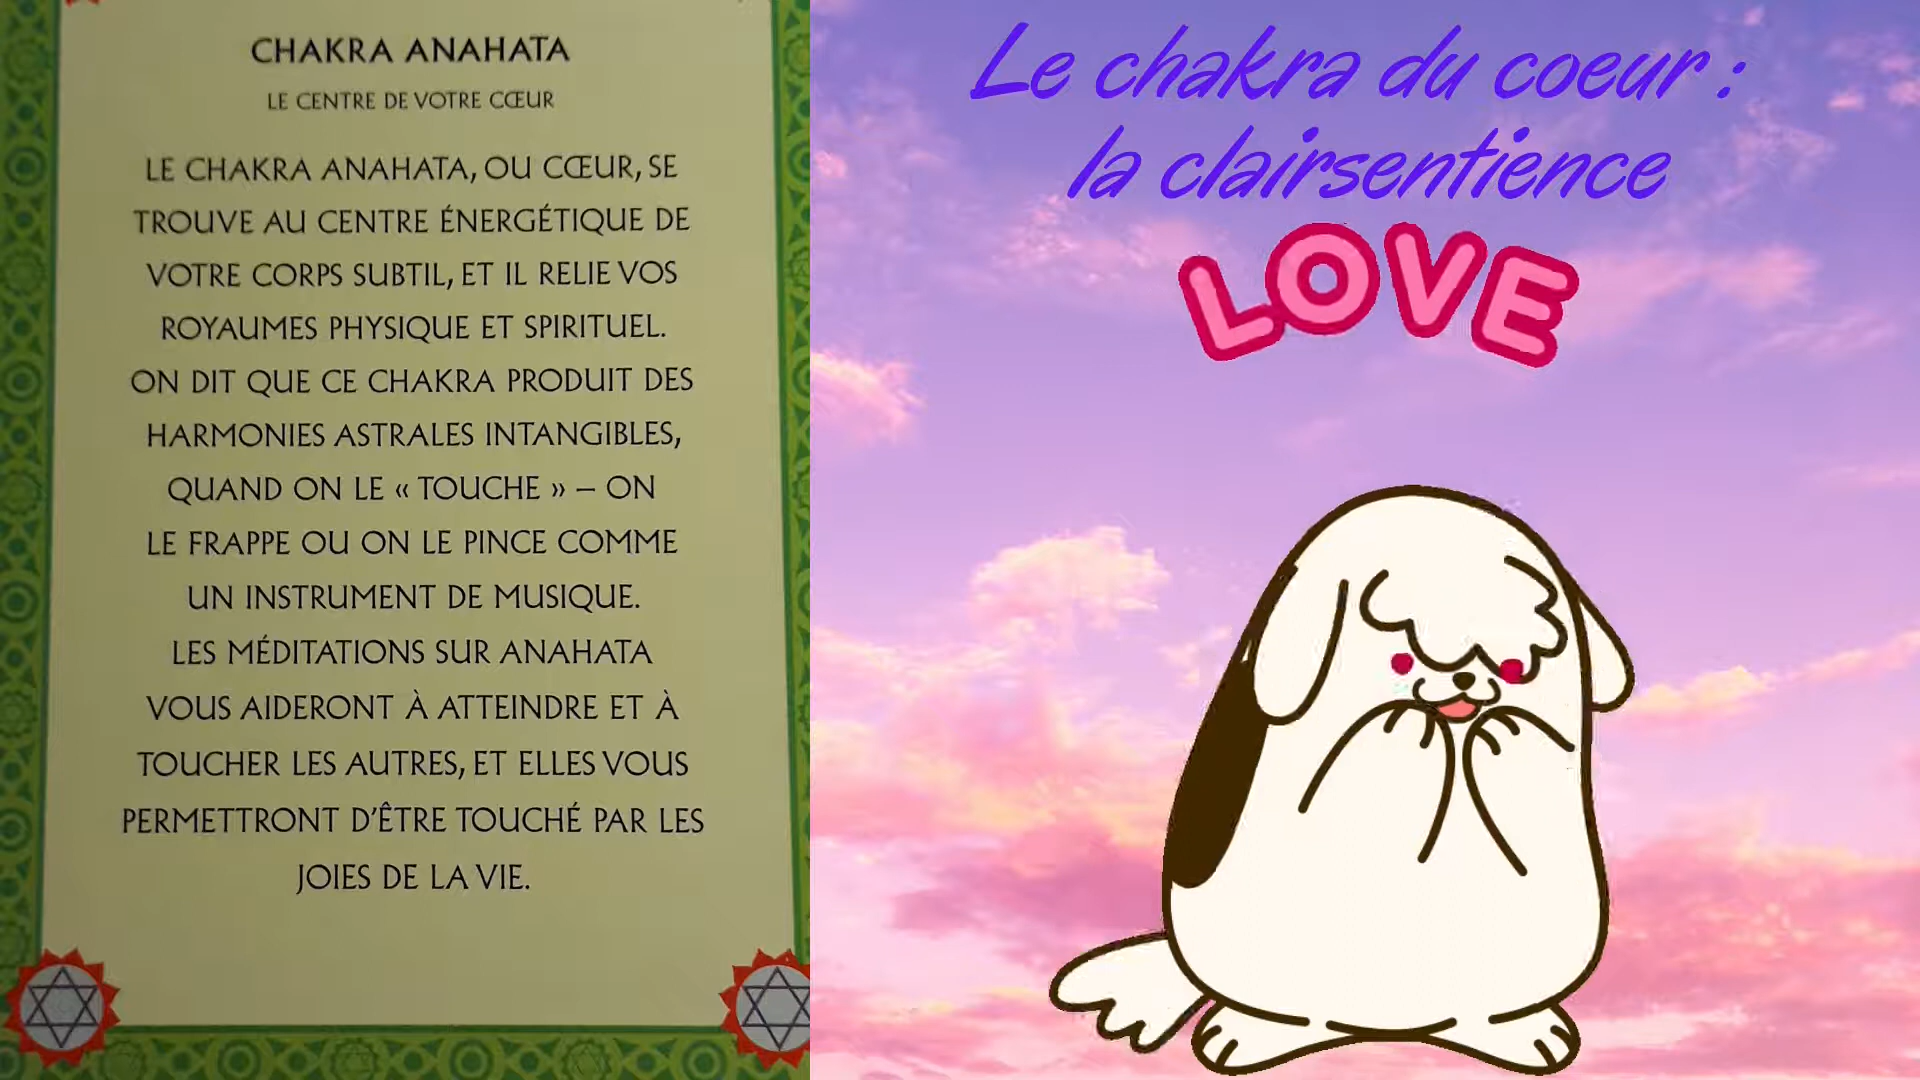 CHAKRA ANAHATA
LE CENTRE DE VOTRE CŒUR
LE CHAKRA ANAHATA, OU CŒUR, SE
TROUVE AU CENTRE ÉNERGÉTIQUE DE
VOTRE CORPS SUBTIL, ET IL RELIE VOS
ROYAUMES PHYSIQUE ET SPIRITUEL.
ON DIT QUE CE CHAKRA PRODUIT DES
HARMONIES ASTRALES INTANGIBLES,
QUAND ON LE « TOUCHE » – ON
LE FRAPPE OU ON LE PINCE COMME
UN INSTRUMENT DE MUSIQUE.
LES MÉDITATIONS SUR ANAHATA
VOUS AIDERONT À ATTEINDRE ET À
TOUCHER LES AUTRES, ET ELLES VOUS
PERMETTRONT D'ÊTRE TOUCHÉ PAR LES
JOIES DE LA VIE.
Le chakra du coeur :
la clairsentience
LOVE